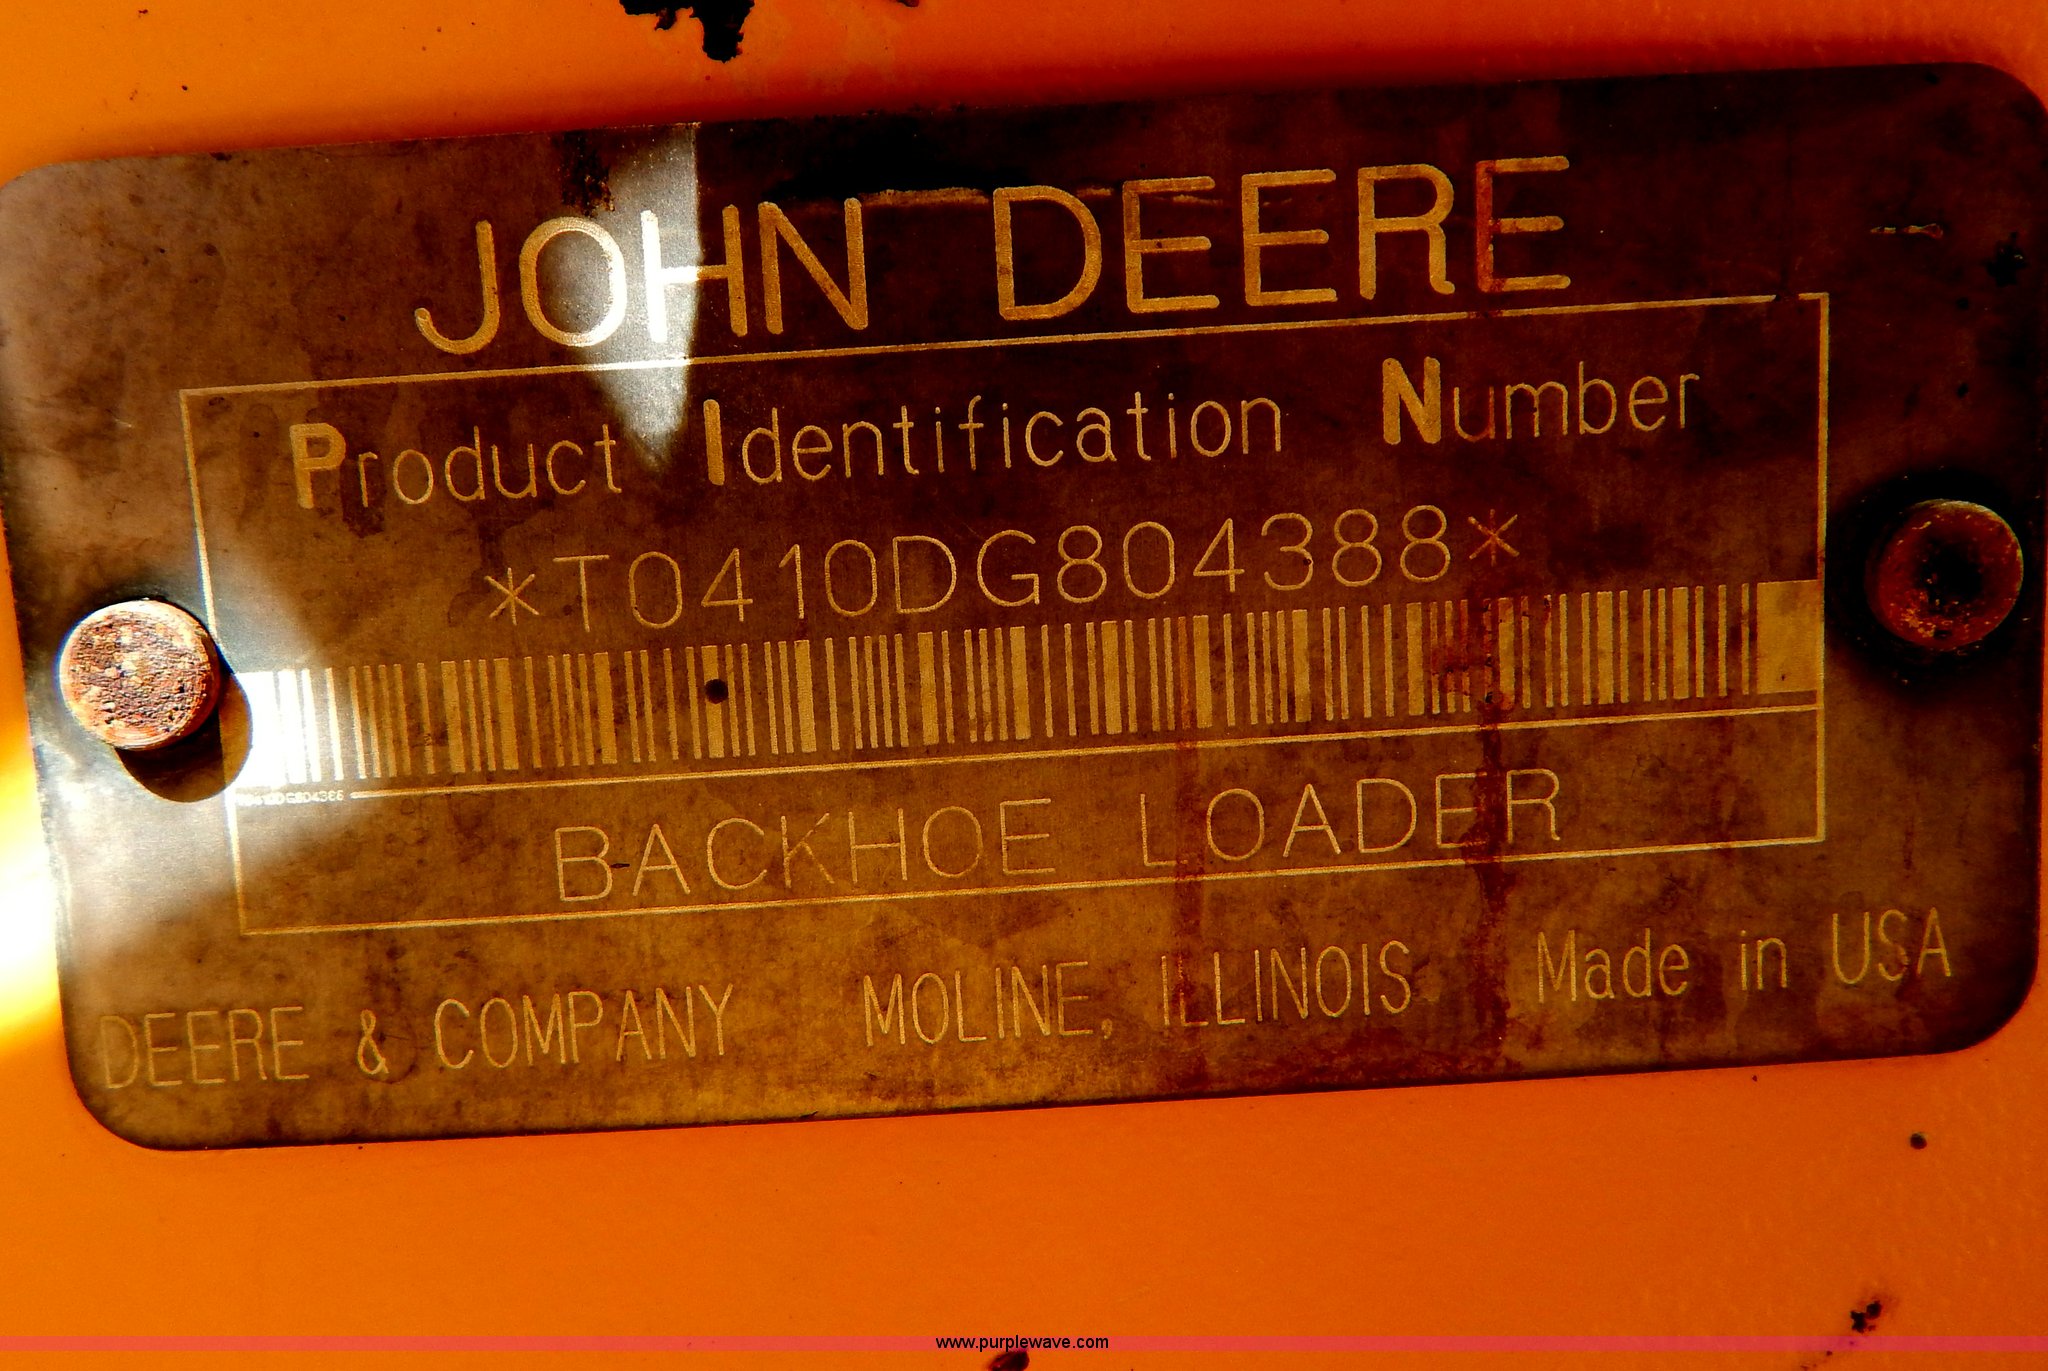 JOHN DEERE
Product Identification Number
*T0410DG804388*
BACKHOE LOADER
DEERE & COMPANY MOLINE, ILLINOIS Made in USA
www.purplewave.com